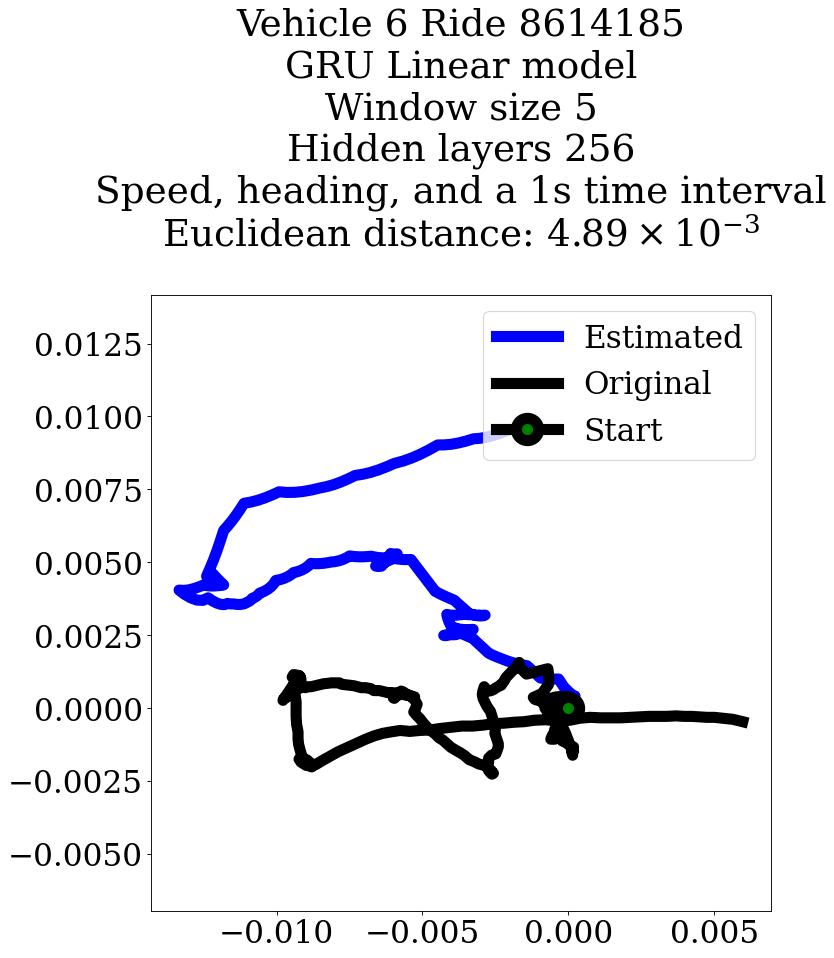 Vehicle 6 Ride 8614185
GRU Linear model
Window size 5
Hidden layers 256
Speed, heading, and a 1s time interval
Euclidean distance: 4.89 × 10⁻³
Estimated
Original
Start
0.0125
0.0100
0.0075
0.0050
0.0025
0.0000
−0.0025
−0.0050
−0.010 −0.005 0.000 0.005